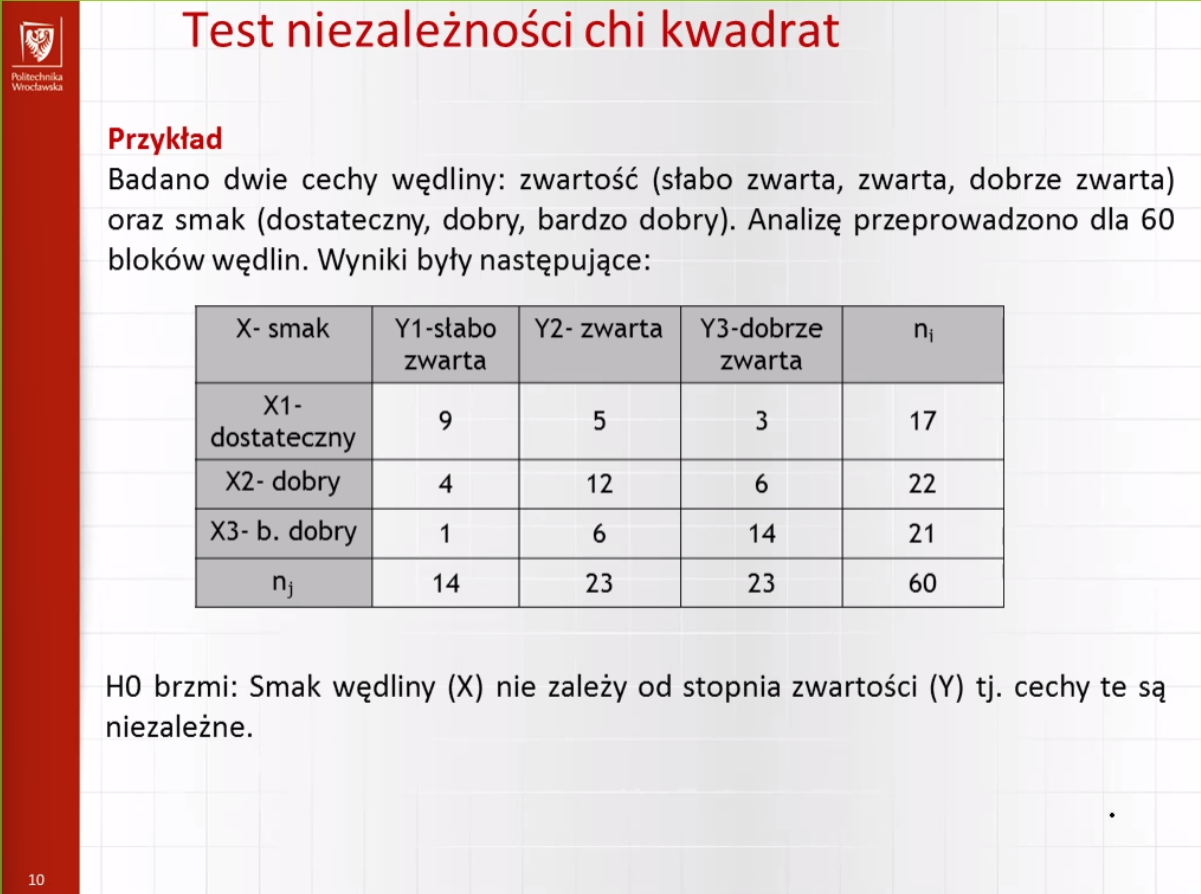 Test niezależności chi kwadrat
Politechnika
Wrocławska
Przykład
Badano dwie cechy wędliny: zwartość (słabo zwarta, zwarta, dobrze zwarta)
oraz smak (dostateczny, dobry, bardzo dobry). Analizę przeprowadzono dla 60
bloków wędlin. Wyniki były następujące:
X- smak Y1-słabo zwarta Y2- zwarta Y3-dobrze zwarta ni
X1- dostateczny 9 5 3 17
X2- dobry 4 12 6 22
X3- b. dobry 1 6 14 21
nj 14 23 23 60
H0 brzmi: Smak wędliny (X) nie zależy od stopnia zwartości (Y) tj. cechy te są
niezależne.
.
10